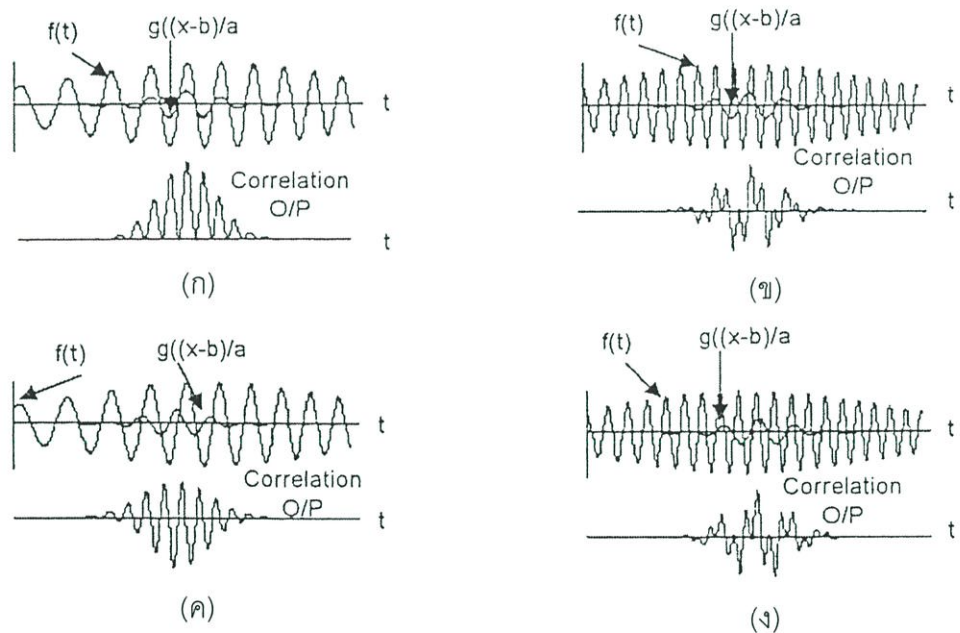 f(t)
g((x-b)/a
t
Correlation
O/P
t
(ก)
f(t)
g((x-b)/a
t
Correlation
O/P
t
(ข)
f(t)
g((x-b)/a
t
Correlation
O/P
t
(ค)
f(t)
g((x-b)/a
t
Correlation
O/P
t
(ง)